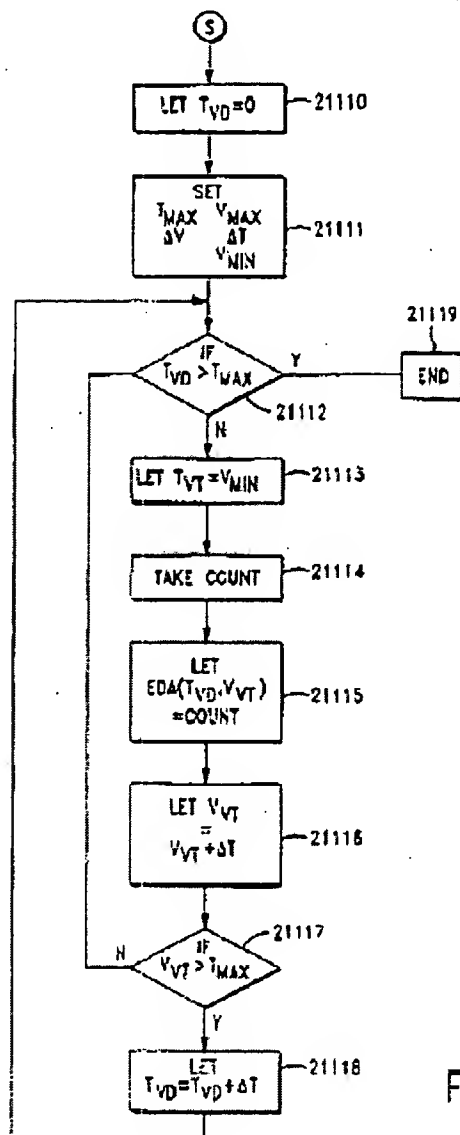 S
LET T_VD=0
21110
SET
T_MAX V_MAX
ΔV ΔT
V_MIN
21111
21119
IF
T_VD > T_MAX
Y
END
21112
N
LET T_VT=V_MIN
21113
TAKE COUNT
21114
LET
EDA(T_VD,V_VT)
=COUNT
21115
LET V_VT
=
V_VT+ΔT
21116
IF
V_VT>T_MAX
21117
N
Y
LET
T_VD=T_VD+ΔT
21118
F